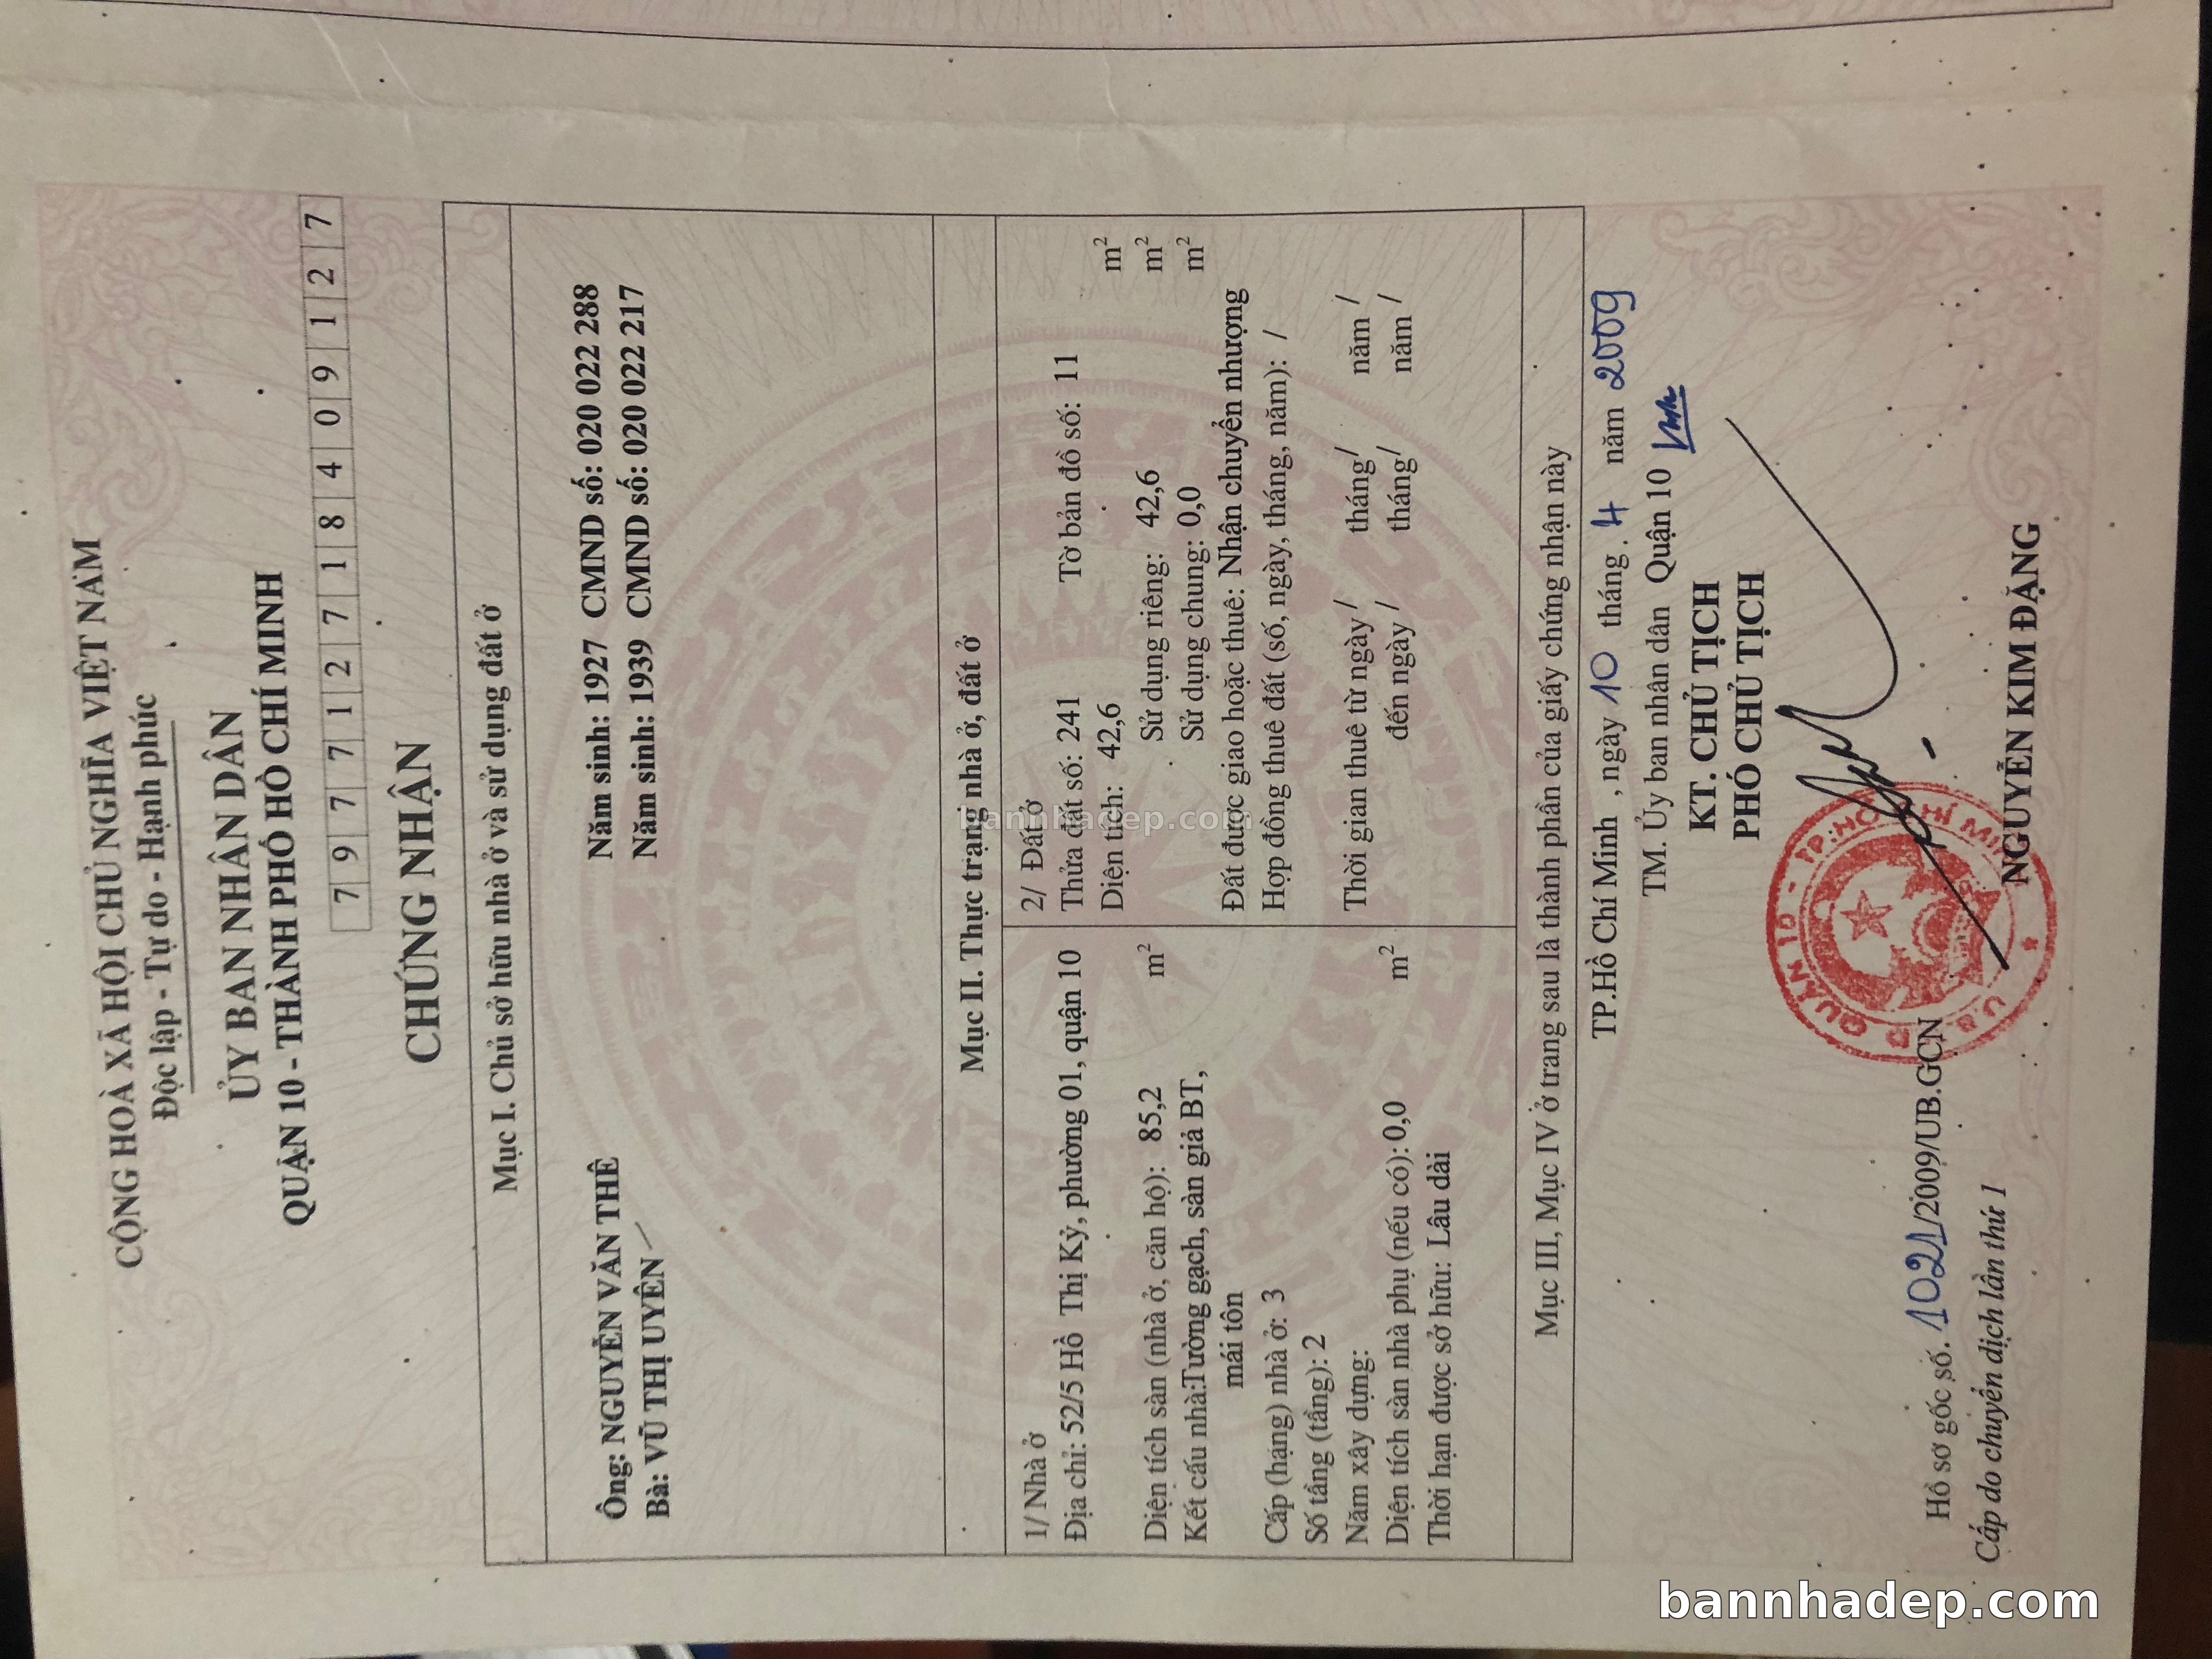 CỘNG HOÀ XÃ HỘI CHỦ NGHĨA VIỆT NAM
Độc lập - Tự do - Hạnh phúc
ỦY BAN NHÂN DÂN
QUẬN 10 - THÀNH PHỐ HỒ CHÍ MINH
7 9 7 7 1 2 7 1 8 4 0 9 1 2 7
CHỨNG NHẬN
Mục I. Chủ sở hữu nhà ở và sử dụng đất ở
Ông: NGUYỄN VĂN THÊ Năm sinh: 1927 CMND số: 020 022 288
Bà: VŨ THỊ UYÊN Năm sinh: 1939 CMND số: 020 022 217
Mục II. Thực trạng nhà ở, đất ở
1/ Nhà ở
Địa chỉ: 52/5 Hồ Thị Kỷ, phường 01, quận 10
Diện tích sàn (nhà ở, căn hộ): 85,2 m²
Kết cấu nhà:Tường gạch, sàn giả BT,
mái tôn
Cấp (hạng) nhà ở: 3
Số tầng (tầng): 2
Năm xây dựng:
Diện tích sàn nhà phụ (nếu có): 0,0 m²
Thời hạn được sở hữu: Lâu dài
2/ Đất ở
Thửa đất số: 241 Tờ bản đồ số: 11
Diện tích: 42,6 m²
Sử dụng riêng: 42,6 m²
Sử dụng chung: 0,0 m²
Đất được giao hoặc thuê: Nhận chuyển nhượng
Hợp đồng thuê đất (số, ngày, tháng, năm): /
Thời gian thuê từ ngày / tháng / năm /
đến ngày / tháng / năm /
Mục III, Mục IV ở trang sau là thành phần của giấy chứng nhận này
TP.Hồ Chí Minh , ngày 10 tháng 4 năm 2009
TM. Ủy ban nhân dân Quận 10
KT. CHỦ TỊCH
PHÓ CHỦ TỊCH
U.B.N.D QUẬN 10 - TP.HỒ CHÍ MINH
NGUYỄN KIM ĐẶNG
Hồ sơ gốc số. 1021/2009/UB.GCN
Cấp do chuyển dịch lần thứ 1
bannhadep.com
bannhadep.com